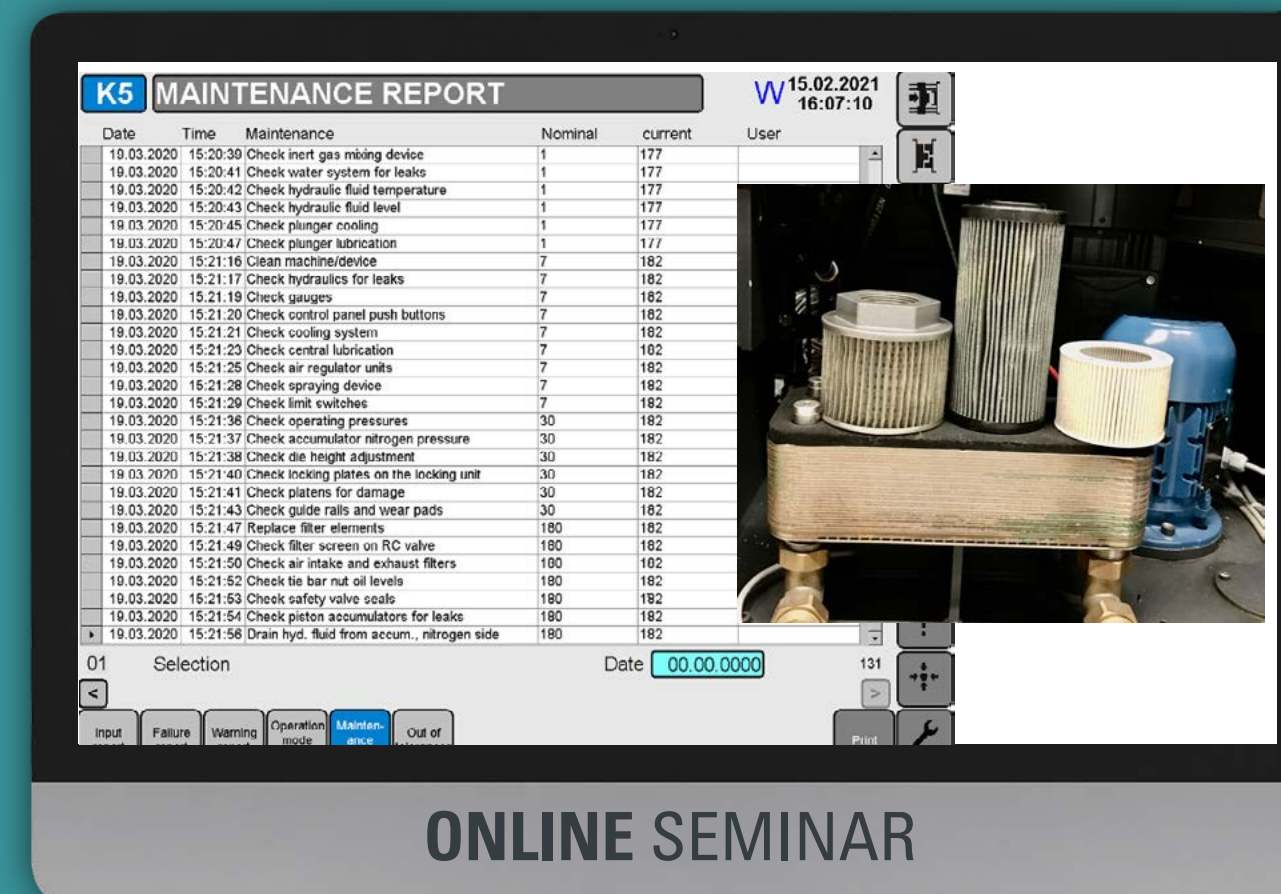 K5 MAINTENANCE REPORT W 15.02.2021
16:07:10
Date Time Maintenance Nominal current User
19.03.2020 15:20:39 Check inert gas mixing device 1 177
19.03.2020 15:20:41 Check water system for leaks 1 177
19.03.2020 15:20:42 Check hydraulic fluid temperature 1 177
19.03.2020 15:20:43 Check hydraulic fluid level 1 177
19.03.2020 15:20:45 Check plunger cooling 1 177
19.03.2020 15:20:47 Check plunger lubrication 1 177
19.03.2020 15:21:16 Clean machine/device 7 182
19.03.2020 15:21:17 Check hydraulics for leaks 7 182
19.03.2020 15:21:19 Check gauges 7 182
19.03.2020 15:21:20 Check control panel push buttons 7 182
19.03.2020 15:21:21 Check cooling system 7 182
19.03.2020 15:21:23 Check central lubrication 7 182
19.03.2020 15:21:25 Check air regulator units 7 182
19.03.2020 15:21:28 Check spraying device 7 182
19.03.2020 15:21:29 Check limit switches 7 182
19.03.2020 15:21:36 Check operating pressures 30 182
19.03.2020 15:21:37 Check accumulator nitrogen pressure 30 182
19.03.2020 15:21:38 Check die height adjustment 30 182
19.03.2020 15:21:40 Check locking plates on the locking unit 30 182
19.03.2020 15:21:41 Check platens for damage 30 182
19.03.2020 15:21:43 Check guide rails and wear pads 30 182
19.03.2020 15:21:47 Replace filter elements 180 182
19.03.2020 15:21:49 Check filter screen on RC valve 180 182
19.03.2020 15:21:50 Check air intake and exhaust filters 180 182
19.03.2020 15:21:52 Check tie bar nut oil levels 180 182
19.03.2020 15:21:53 Check safety valve seals 180 182
19.03.2020 15:21:54 Check piston accumulators for leaks 180 182
19.03.2020 15:21:56 Drain hyd. fluid from accum., nitrogen side 180 182
01 Selection Date 00.00.0000 131
< >
Input Failure Warning Operation mode Mainten-ance Out of Print
ONLINE SEMINAR